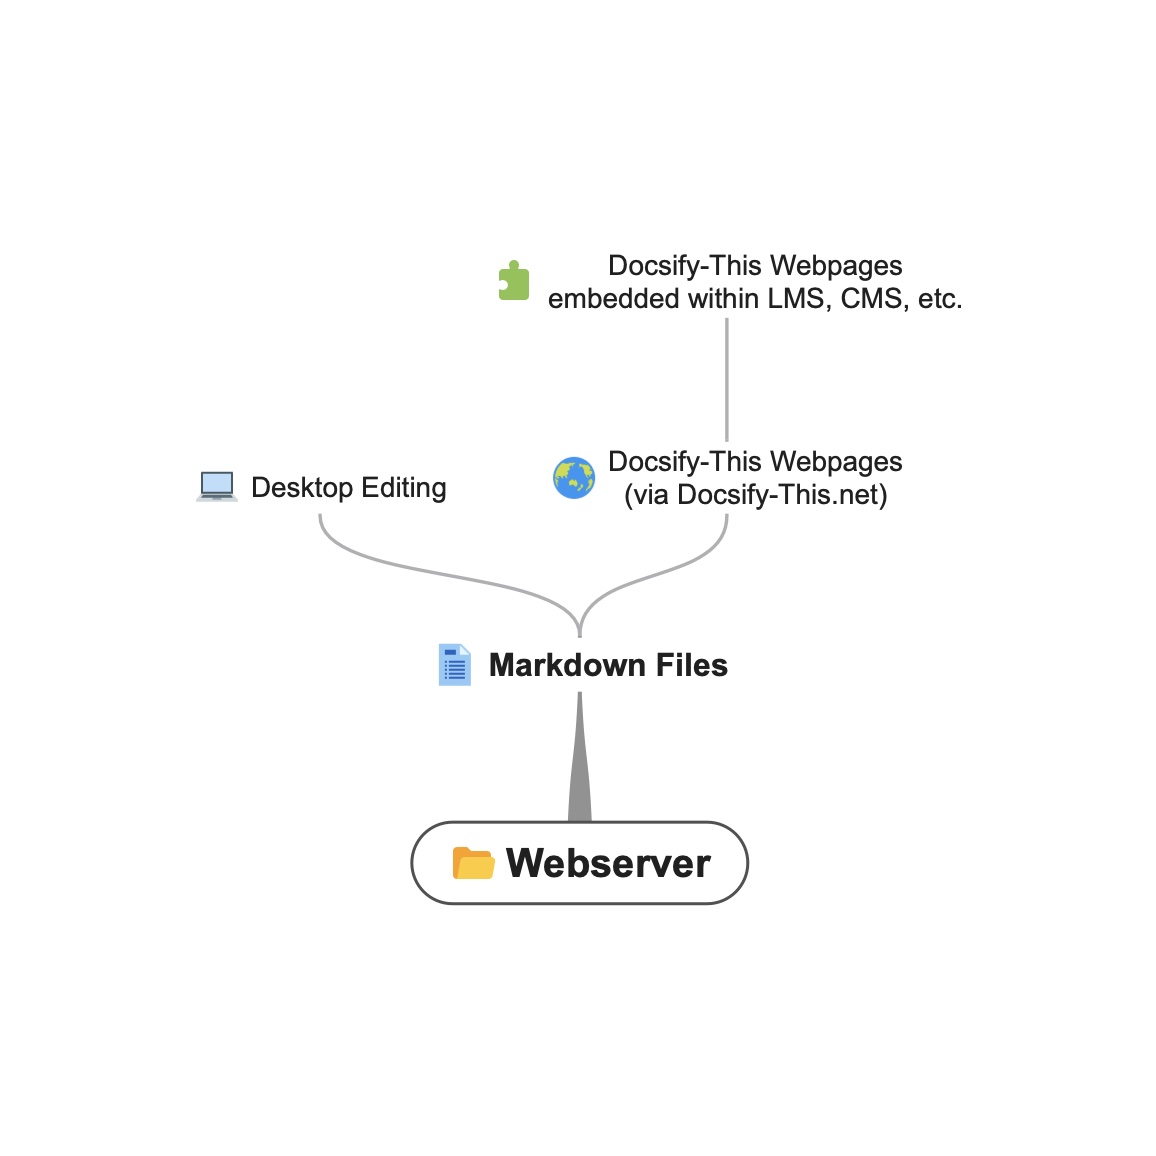 Docsify-This Webpages
embedded within LMS, CMS, etc.
Desktop Editing
Docsify-This Webpages
(via Docsify-This.net)
Markdown Files
Webserver